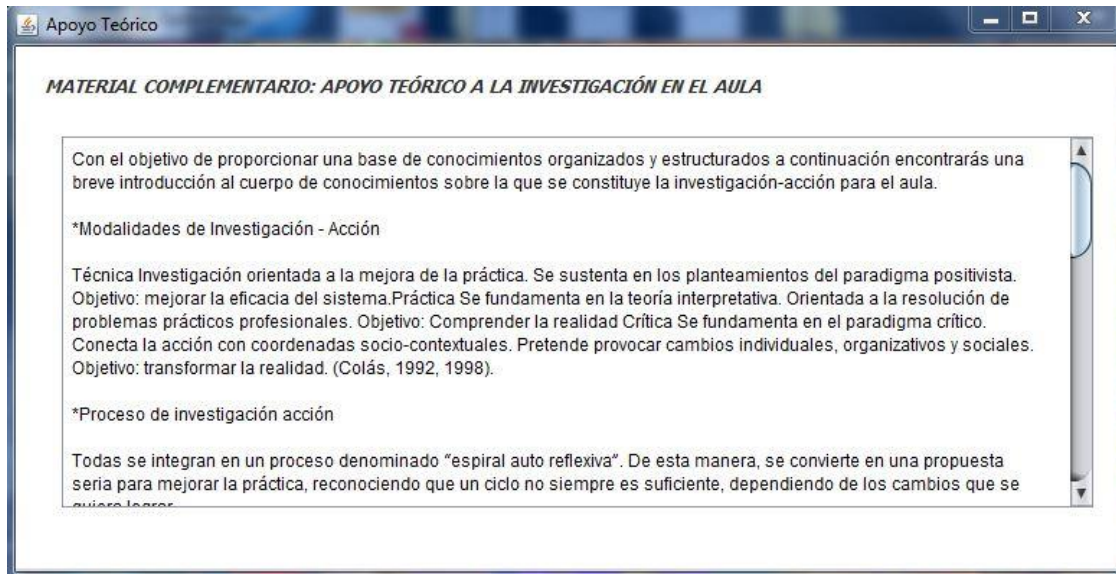 Apoyo Teórico
MATERIAL COMPLEMENTARIO: APOYO TEÓRICO A LA INVESTIGACIÓN EN EL AULA
Con el objetivo de proporcionar una base de conocimientos organizados y estructurados a continuación encontrarás una
breve introducción al cuerpo de conocimientos sobre la que se constituye la investigación-acción para el aula.
*Modalidades de Investigación - Acción
Técnica Investigación orientada a la mejora de la práctica. Se sustenta en los planteamientos del paradigma positivista.
Objetivo: mejorar la eficacia del sistema.Práctica Se fundamenta en la teoría interpretativa. Orientada a la resolución de
problemas prácticos profesionales. Objetivo: Comprender la realidad Crítica Se fundamenta en el paradigma crítico.
Conecta la acción con coordenadas socio-contextuales. Pretende provocar cambios individuales, organizativos y sociales.
Objetivo: transformar la realidad. (Colás, 1992, 1998).
*Proceso de investigación acción
Todas se integran en un proceso denominado “espiral auto reflexiva”. De esta manera, se convierte en una propuesta
seria para mejorar la práctica, reconociendo que un ciclo no siempre es suficiente, dependiendo de los cambios que se